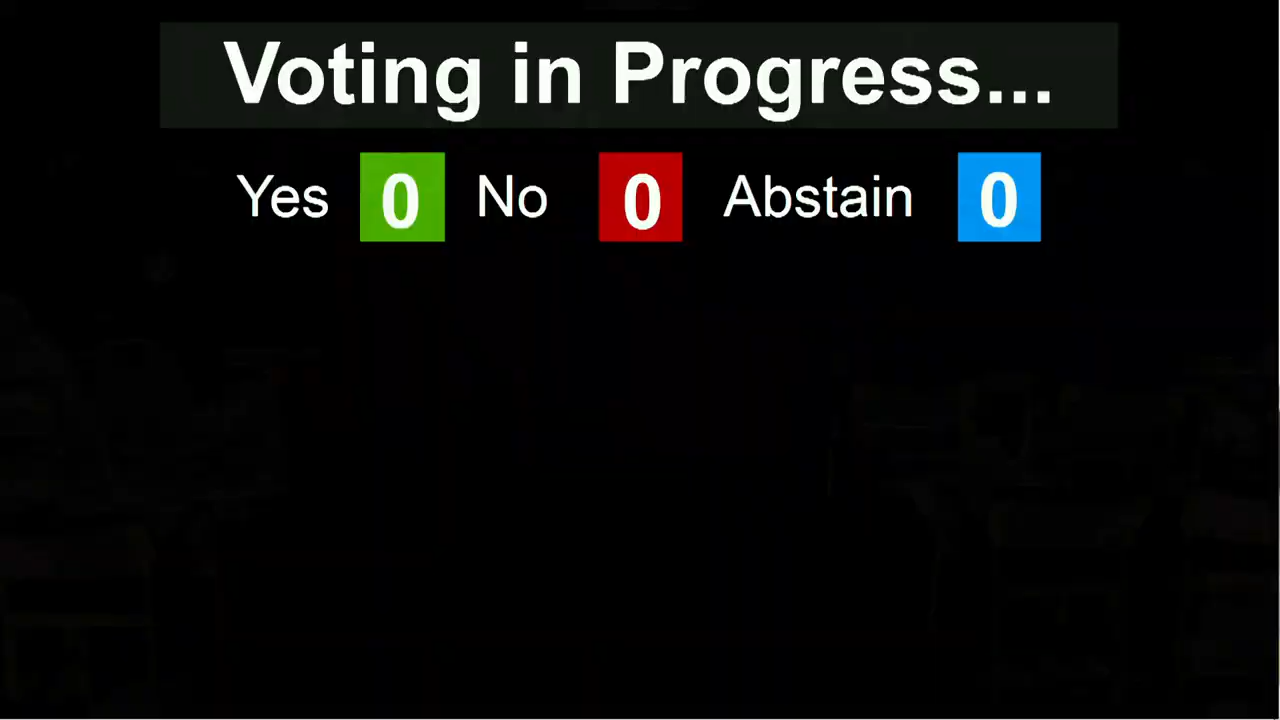 Voting in Progress...
Yes 0 No 0 Abstain 0